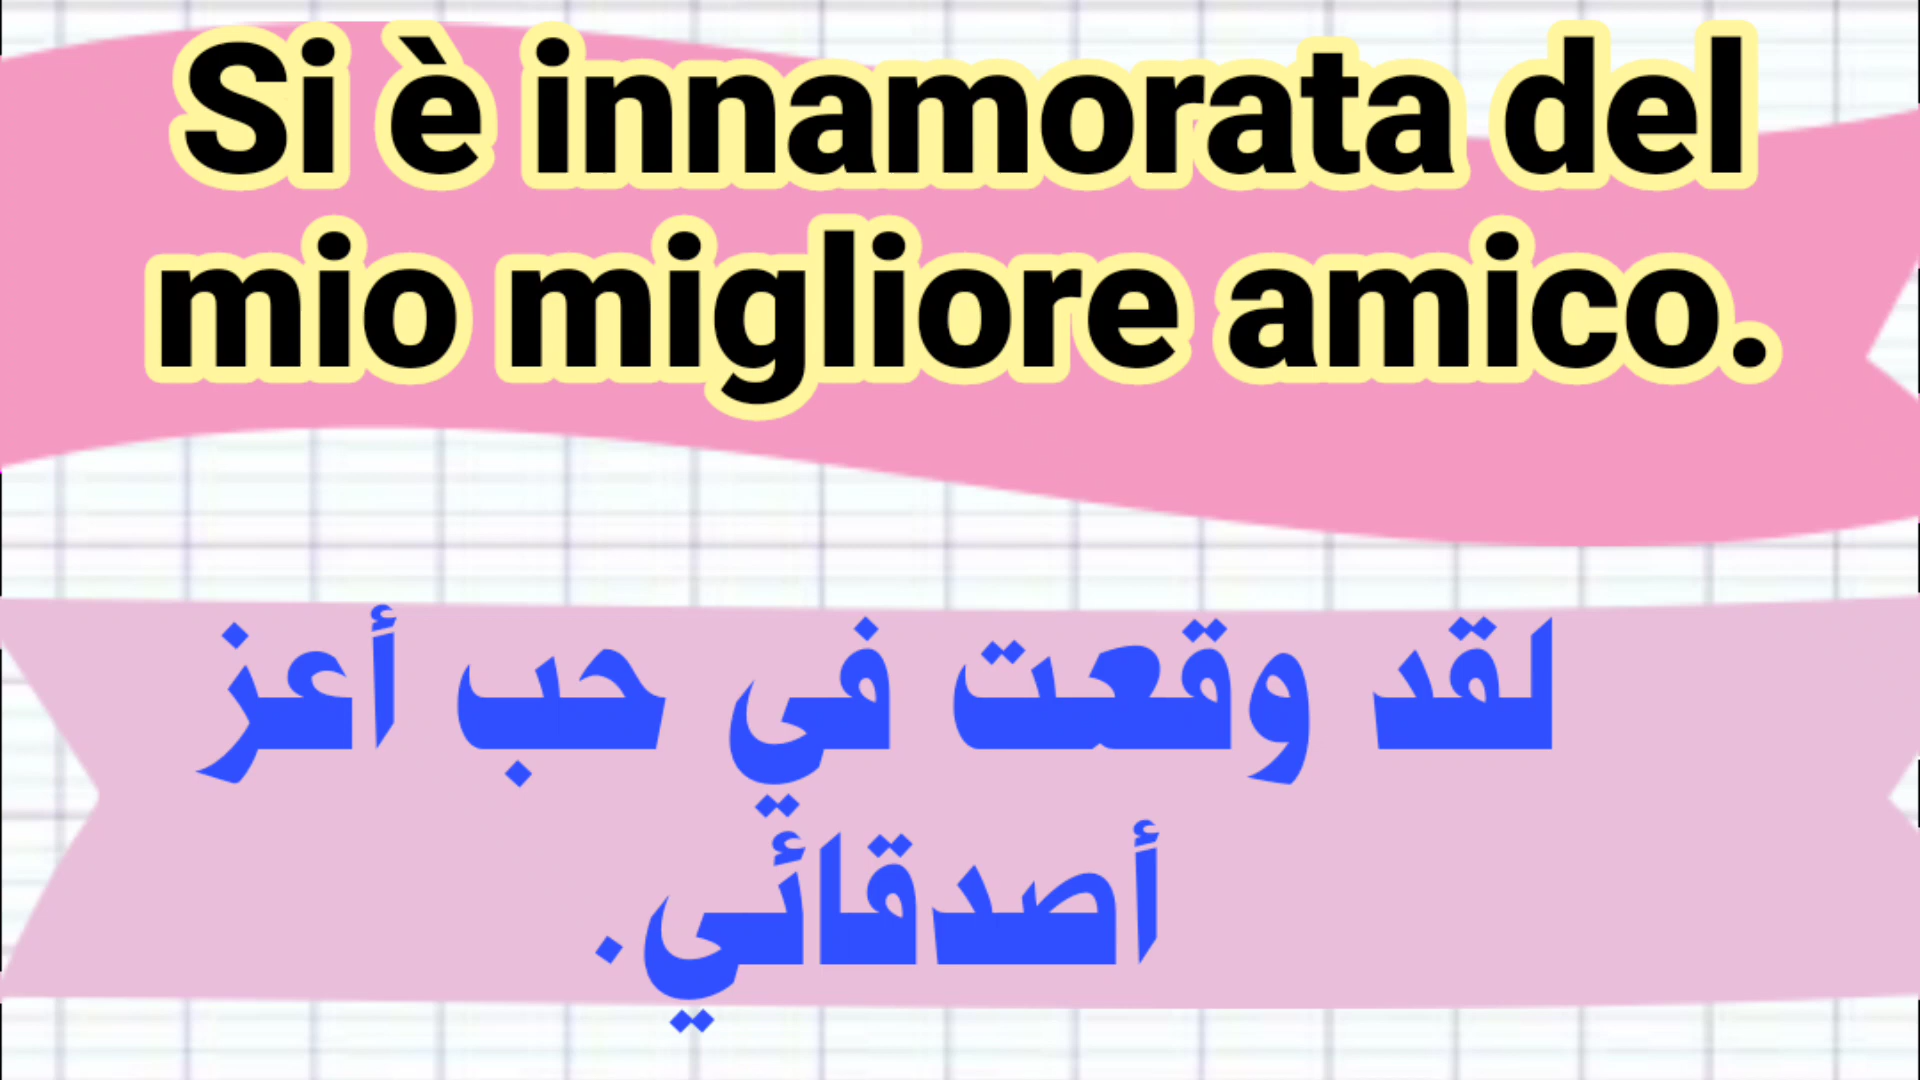 Si è innamorata del
mio migliore amico.
لقد وقعت في حب أعز
أصدقائي.